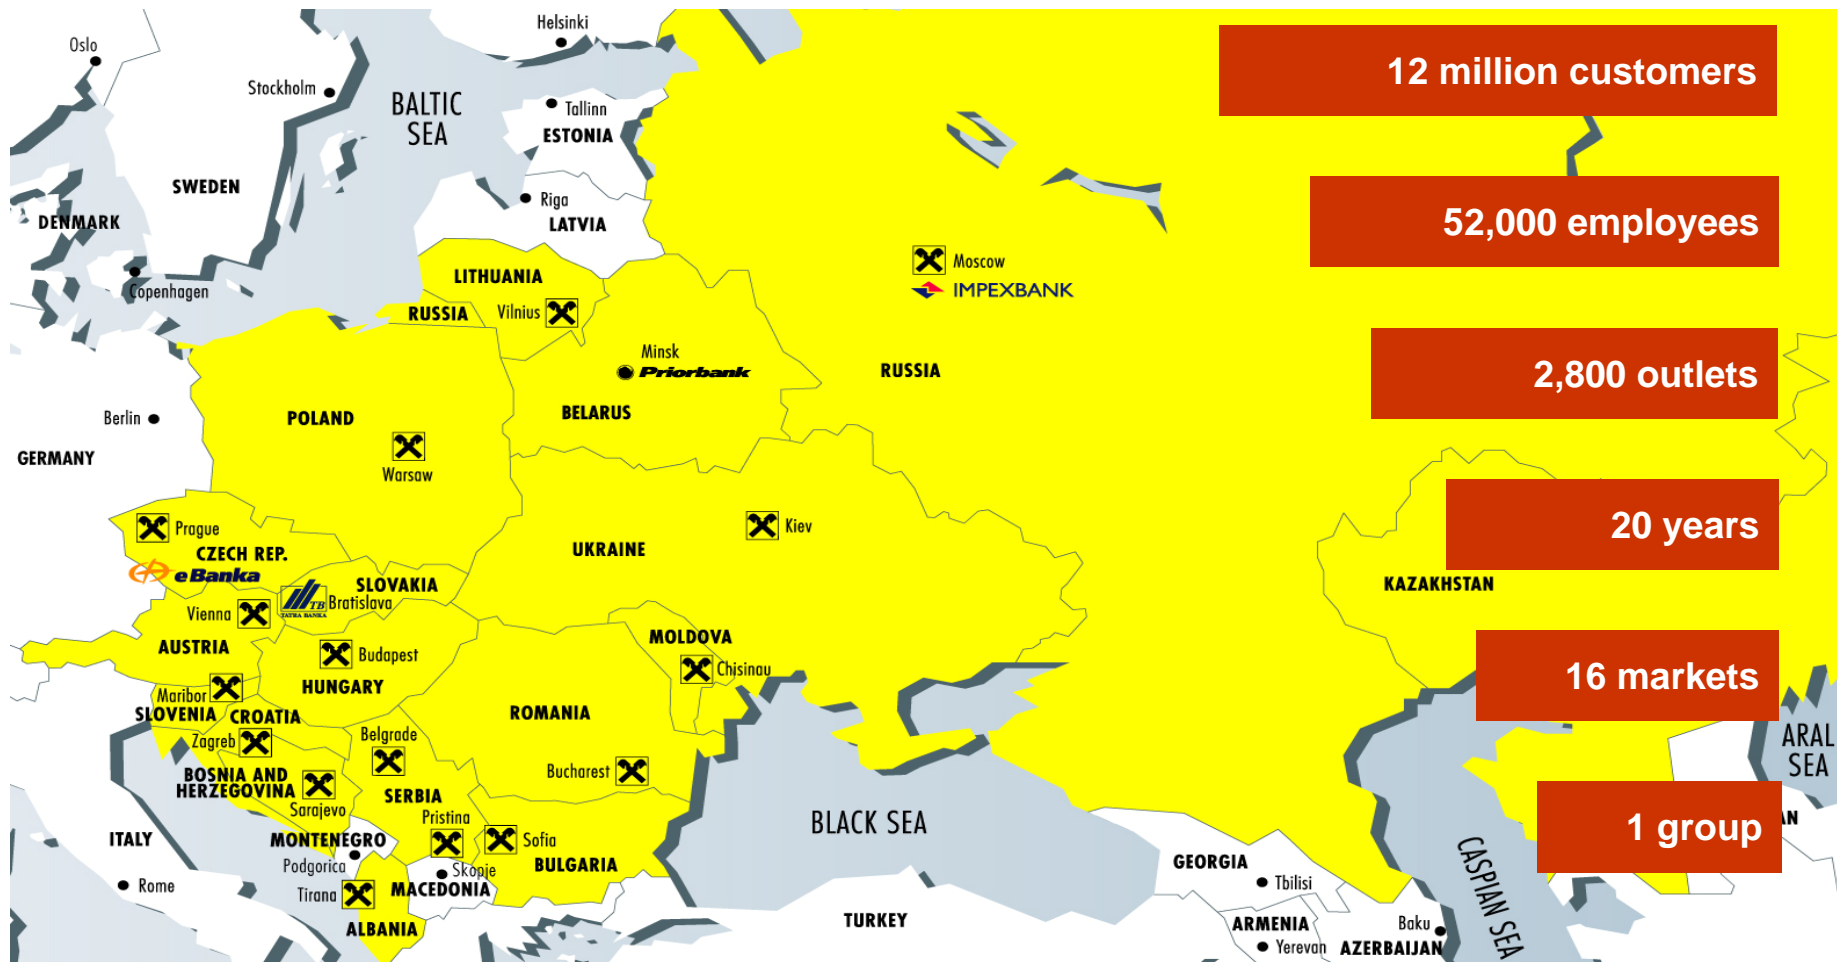 Helsinki
Oslo
Stockholm
BALTIC
SEA
Tallinn
ESTONIA
SWEDEN
Riga
LATVIA
DENMARK
Copenhagen
LITHUANIA
RUSSIA
Vilnius
Moscow
IMPEXBANK
Minsk
Priorbank
RUSSIA
BELARUS
Berlin
POLAND
GERMANY
Warsaw
Prague
CZECH REP.
eBanka
UKRAINE
Kiev
SLOVAKIA
TB
TATRA BANKA
Bratislava
Vienna
AUSTRIA
Budapest
HUNGARY
MOLDOVA
Chisinau
Maribor
SLOVENIA
CROATIA
ROMANIA
Zagreb
Belgrade
BOSNIA AND
HERZEGOVINA
Sarajevo
SERBIA
Bucharest
Pristina
Sofia
BULGARIA
ITALY
MONTENEGRO
Podgorica
Skopje
Rome
Tirana
MACEDONIA
ALBANIA
BLACK SEA
TURKEY
GEORGIA
Tbilisi
ARMENIA
Yerevan
Baku
AZERBAIJAN
CASPIAN SEA
KAZAKHSTAN
ARAL
SEA
AN
12 million customers
52,000 employees
2,800 outlets
20 years
16 markets
1 group